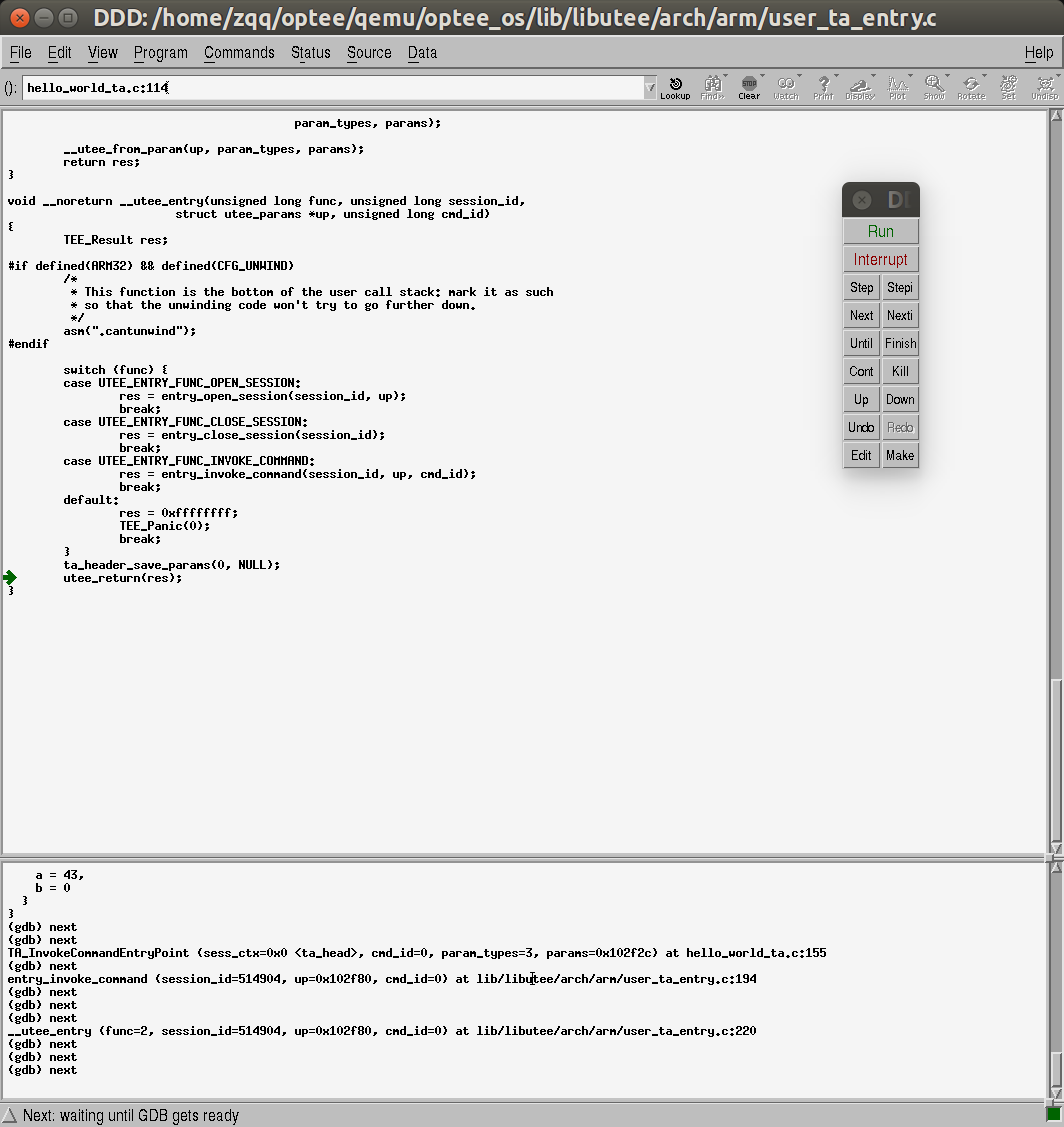 DDD: /home/zqq/optee/qemu/optee_os/lib/libutee/arch/arm/user_ta_entry.c
File Edit View Program Commands Status Source Data Help
(): hello_world_ta.c:114
Lookup Find» Clear Watch Print Display Plot Show Rotate Set Undisp
param_types, params);
__utee_from_param(up, param_types, params);
return res;
}
void __noreturn __utee_entry(unsigned long func, unsigned long session_id,
struct utee_params *up, unsigned long cmd_id)
{
TEE_Result res;
#if defined(ARM32) && defined(CFG_UNWIND)
/*
* This function is the bottom of the user call stack: mark it as such
* so that the unwinding code won't try to go further down.
*/
asm(".cantunwind");
#endif
switch (func) {
case UTEE_ENTRY_FUNC_OPEN_SESSION:
res = entry_open_session(session_id, up);
break;
case UTEE_ENTRY_FUNC_CLOSE_SESSION:
res = entry_close_session(session_id);
break;
case UTEE_ENTRY_FUNC_INVOKE_COMMAND:
res = entry_invoke_command(session_id, up, cmd_id);
break;
default:
res = 0xffffffff;
TEE_Panic(0);
break;
}
ta_header_save_params(0, NULL);
utee_return(res);
}
D
Run
Interrupt
Step Stepi
Next Nexti
Until Finish
Cont Kill
Up Down
Undo Redo
Edit Make
a = 43,
b = 0
}
}
(gdb) next
(gdb) next
TA_InvokeCommandEntryPoint (sess_ctx=0x0 <ta_head>, cmd_id=0, param_types=3, params=0x102f2c) at hello_world_ta.c:155
(gdb) next
entry_invoke_command (session_id=514904, up=0x102f80, cmd_id=0) at lib/libutee/arch/arm/user_ta_entry.c:194
(gdb) next
(gdb) next
(gdb) next
__utee_entry (func=2, session_id=514904, up=0x102f80, cmd_id=0) at lib/libutee/arch/arm/user_ta_entry.c:220
(gdb) next
(gdb) next
(gdb) next
Next: waiting until GDB gets ready